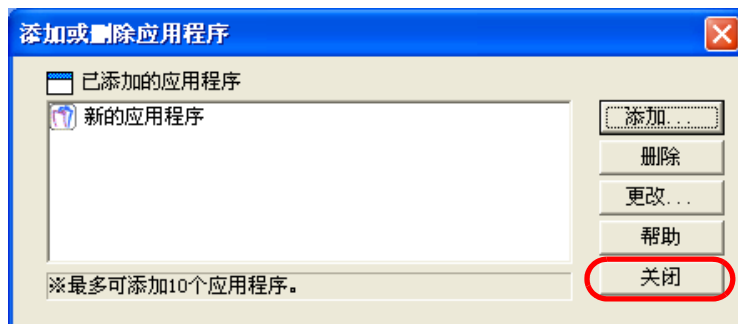 添加或删除应用程序
已添加的应用程序
新的应用程序
添加...
删除
更改...
帮助
关闭
※最多可添加10个应用程序。